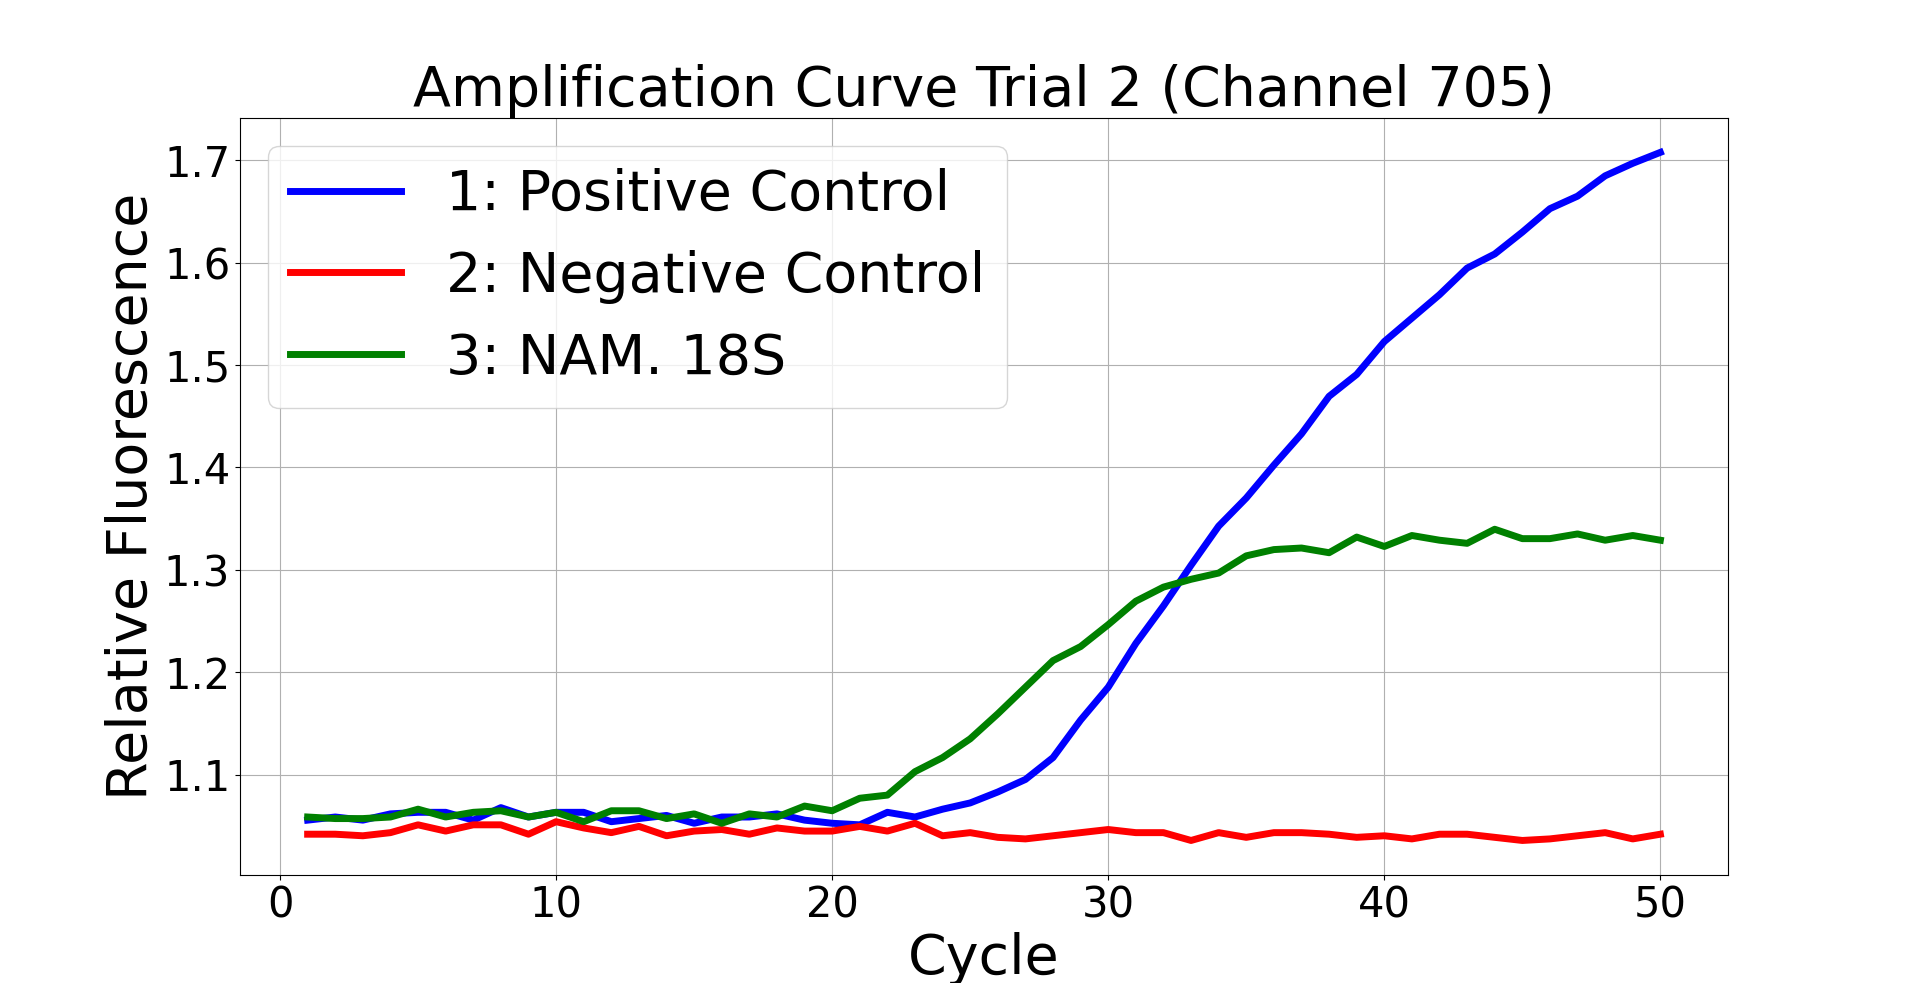 Amplification Curve Trial 2 (Channel 705)
1: Positive Control
2: Negative Control
3: NAM. 18S
Relative Fluorescence
1.7
1.6
1.5
1.4
1.3
1.2
1.1
0 10 20 30 40 50
Cycle